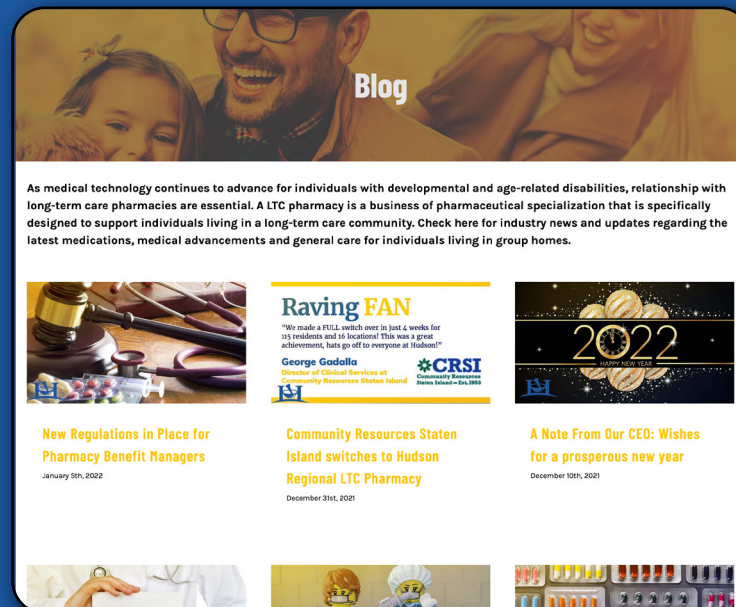 Blog
As medical technology continues to advance for individuals with developmental and age-related disabilities, relationship with
long-term care pharmacies are essential. A LTC pharmacy is a business of pharmaceutical specialization that is specifically
designed to support individuals living in a long-term care community. Check here for industry news and updates regarding the
latest medications, medical advancements and general care for individuals living in group homes.
Raving FAN
"We made a FULL switch over in just 4 weeks for
115 residents and 16 locations! This was a great
achievement, hats go off to everyone at Hudson!"
George Gadalla
Director of Clinical Services at
Community Resources Staten Island
CRSI
Community Resources
Staten Island – Est. 1953
2022
HAPPY NEW YEAR
New Regulations in Place for
Pharmacy Benefit Managers
January 5th, 2022
Community Resources Staten
Island switches to Hudson
Regional LTC Pharmacy
December 31st, 2021
A Note From Our CEO: Wishes
for a prosperous new year
December 10th, 2021